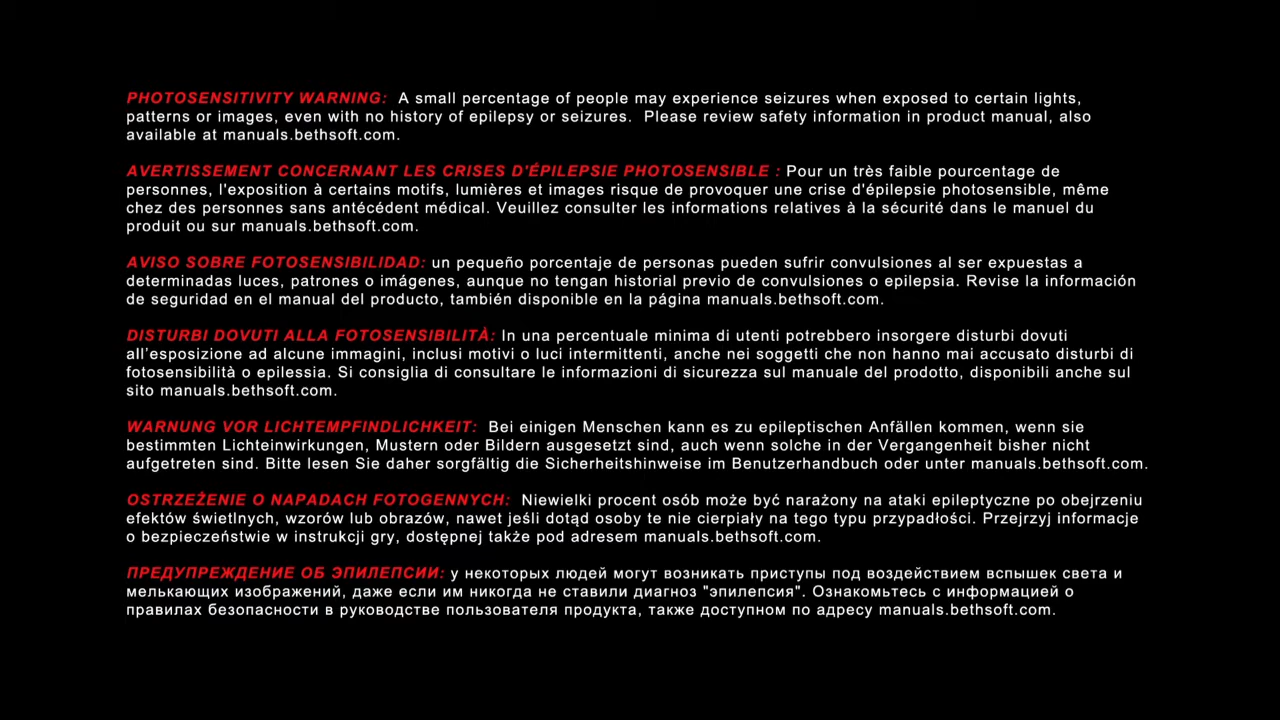 PHOTOSENSITIVITY WARNING: A small percentage of people may experience seizures when exposed to certain lights,
patterns or images, even with no history of epilepsy or seizures. Please review safety information in product manual, also
available at manuals.bethsoft.com.
AVERTISSEMENT CONCERNANT LES CRISES D'ÉPILEPSIE PHOTOSENSIBLE : Pour un très faible pourcentage de
personnes, l'exposition à certains motifs, lumières et images risque de provoquer une crise d'épilepsie photosensible, même
chez des personnes sans antécédent médical. Veuillez consulter les informations relatives à la sécurité dans le manuel du
produit ou sur manuals.bethsoft.com.
AVISO SOBRE FOTOSENSIBILIDAD: un pequeño porcentaje de personas pueden sufrir convulsiones al ser expuestas a
determinadas luces, patrones o imágenes, aunque no tengan historial previo de convulsiones o epilepsia. Revise la información
de seguridad en el manual del producto, también disponible en la página manuals.bethsoft.com.
DISTURBI DOVUTI ALLA FOTOSENSIBILITÀ: In una percentuale minima di utenti potrebbero insorgere disturbi dovuti
all’esposizione ad alcune immagini, inclusi motivi o luci intermittenti, anche nei soggetti che non hanno mai accusato disturbi di
fotosensibilità o epilessia. Si consiglia di consultare le informazioni di sicurezza sul manuale del prodotto, disponibili anche sul
sito manuals.bethsoft.com.
WARNUNG VOR LICHTEMPFINDLICHKEIT: Bei einigen Menschen kann es zu epileptischen Anfällen kommen, wenn sie
bestimmten Lichteinwirkungen, Mustern oder Bildern ausgesetzt sind, auch wenn solche in der Vergangenheit bisher nicht
aufgetreten sind. Bitte lesen Sie daher sorgfältig die Sicherheitshinweise im Benutzerhandbuch oder unter manuals.bethsoft.com.
OSTRZEŻENIE O NAPADACH FOTOGENNYCH: Niewielki procent osób może być narażony na ataki epileptyczne po obejrzeniu
efektów świetlnych, wzorów lub obrazów, nawet jeśli dotąd osoby te nie cierpiały na tego typu przypadłości. Przejrzyj informacje
o bezpieczeństwie w instrukcji gry, dostępnej także pod adresem manuals.bethsoft.com.
ПРЕДУПРЕЖДЕНИЕ ОБ ЭПИЛЕПСИИ: у некоторых людей могут возникать приступы под воздействием вспышек света и
мелькающих изображений, даже если им никогда не ставили диагноз "эпилепсия". Ознакомьтесь с информацией о
правилах безопасности в руководстве пользователя продукта, также доступном по адресу manuals.bethsoft.com.